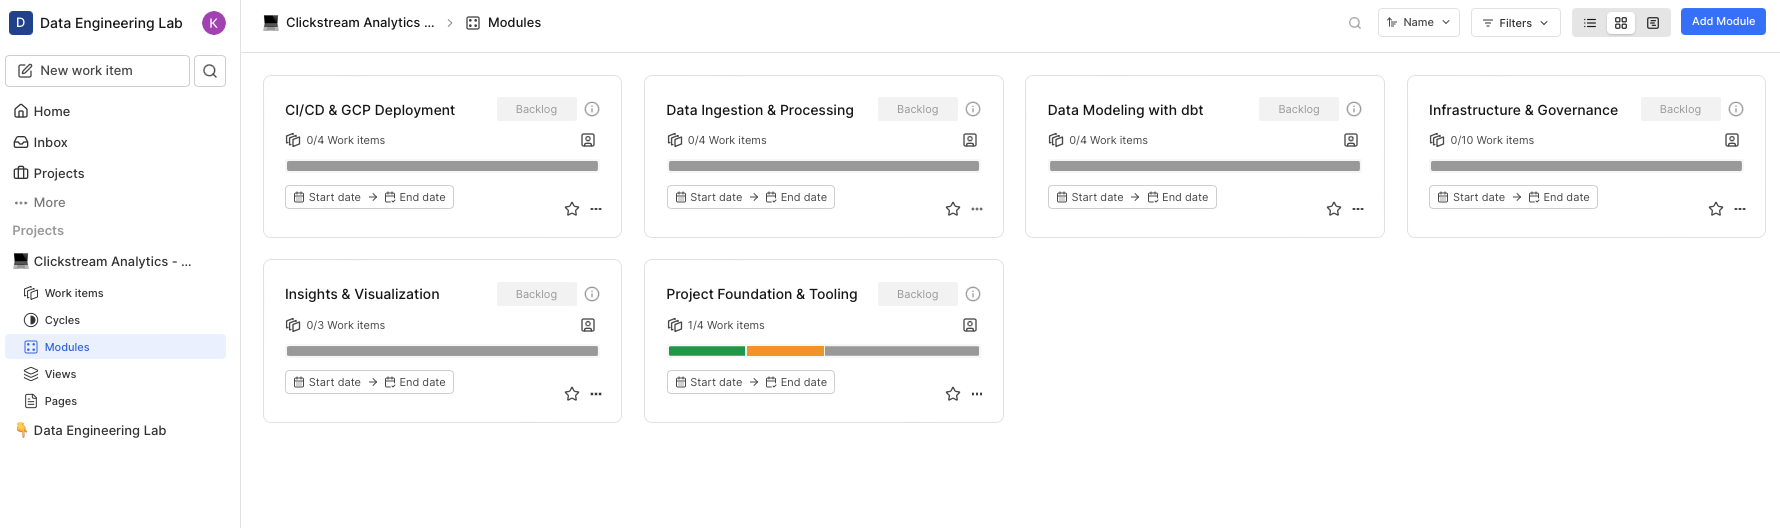 D Data Engineering Lab K
New work item
Home
Inbox
Projects
More
Projects
Clickstream Analytics - ...
Work items
Cycles
Modules
Views
Pages
Data Engineering Lab
Clickstream Analytics ... Modules
Name Filters Add Module
CI/CD & GCP Deployment Backlog
0/4 Work items
Start date → End date
Data Ingestion & Processing Backlog
0/4 Work items
Start date → End date
Data Modeling with dbt Backlog
0/4 Work items
Start date → End date
Infrastructure & Governance Backlog
0/10 Work items
Start date → End date
Insights & Visualization Backlog
0/3 Work items
Start date → End date
Project Foundation & Tooling Backlog
1/4 Work items
Start date → End date